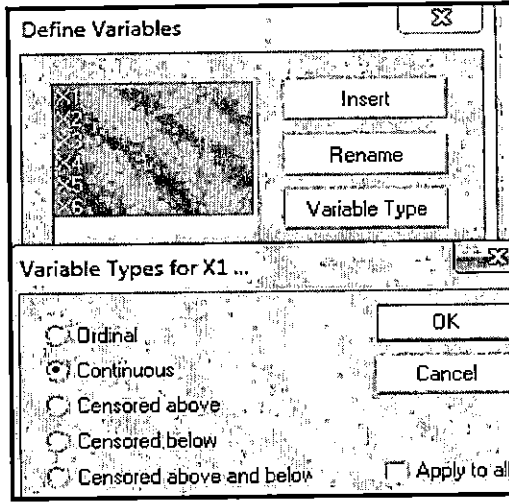 Define Variables
X1
X2
X3
X4
X5
X6
Insert
Rename
Variable Type
Variable Types for X1 ...
Ordinal
Continuous
Censored above
Censored below
Censored above and below
OK
Cancel
Apply to all